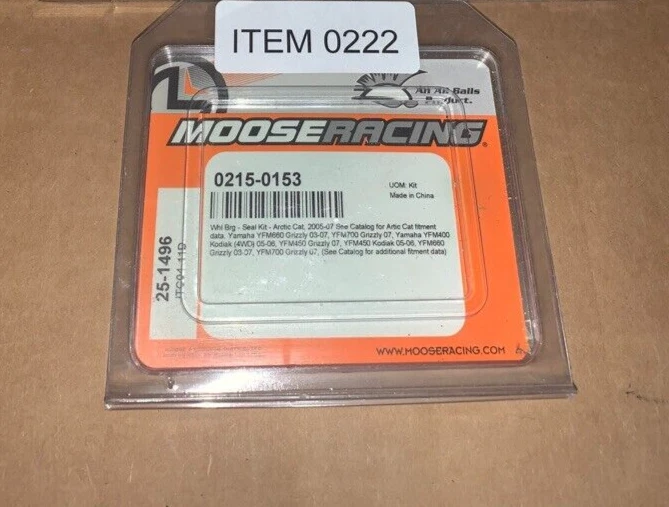 ITEM 0222
An All Balls
Product.
MOOSERACING
0215-0153
UOM: Kit
Made in China
Whl Brg - Seal Kit - Arctic Cat, 2005-07 See Catalog for Artic Cat fitment
data, Yamaha YFM660 Grizzly 03-07, YFM700 Grizzly 07, Yamaha YFM400
Kodiak (4WD) 05-06, YFM450 Grizzly 07, YFM450 Kodiak 05-06, YFM660
Grizzly 03-07, YFM700 Grizzly 07, (See Catalog for additional fitment data)
25-1496
WWW.MOOSERACING.COM